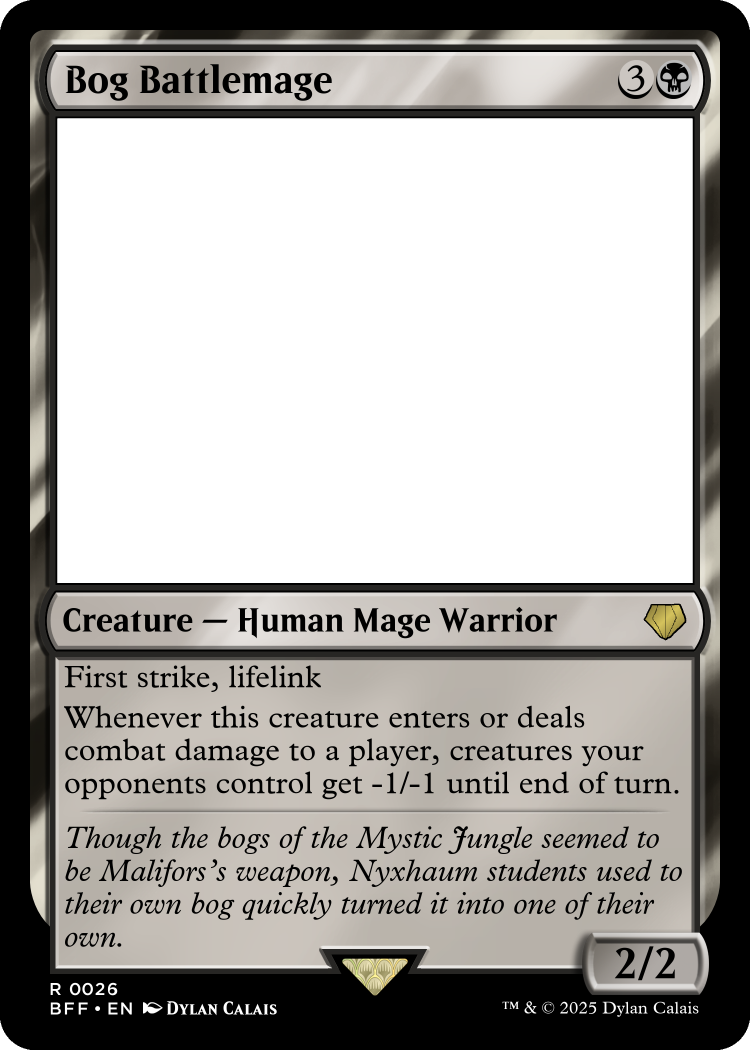 Bog Battlemage 3
Creature — Human Mage Warrior
First strike, lifelink
Whenever this creature enters or deals
combat damage to a player, creatures your
opponents control get -1/-1 until end of turn.
Though the bogs of the Mystic Jungle seemed to
be Malifors's weapon, Nyxhaum students used to
their own bog quickly turned it into one of their
own.
2/2
R 0026
BFF • EN Dylan Calais
™ & © 2025 Dylan Calais